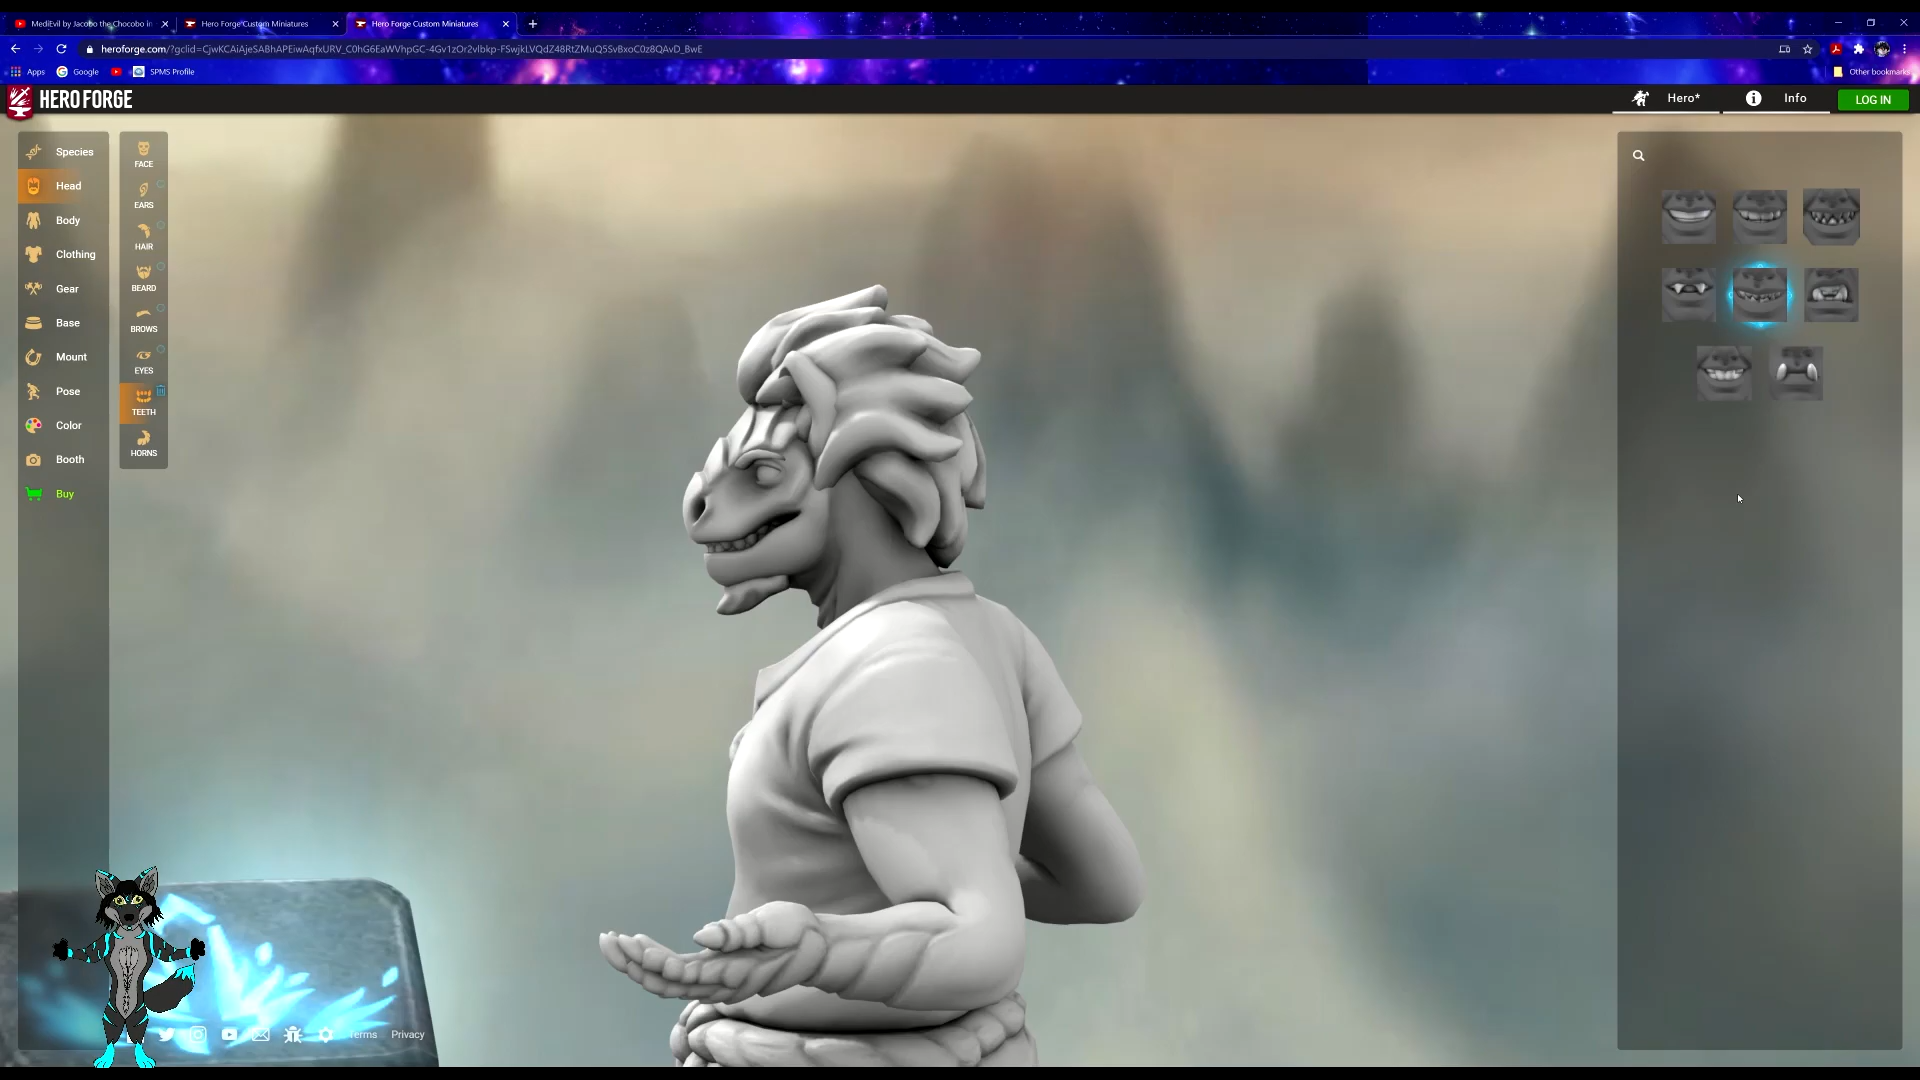 MediEvil by Jacobo the Chocobo in
Hero Forge Custom Miniatures
Hero Forge Custom Miniatures
heroforge.com/?gclid=CjwKCAiAjeSABhAPEiwAqfxURV_C0hG6EaWVhpGC-4Gv1zOr2vIbkp-FSwjkLVQdZ48RtZMuQ5SvBxoC0z8QAvD_BwE
Apps
Google
SPMS Profile
Other bookmarks
HERO FORGE
Hero*
Info
LOG IN
Species
Head
Body
Clothing
Gear
Base
Mount
Pose
Color
Booth
Buy
FACE
EARS
HAIR
BEARD
BROWS
EYES
TEETH
HORNS
Terms
Privacy